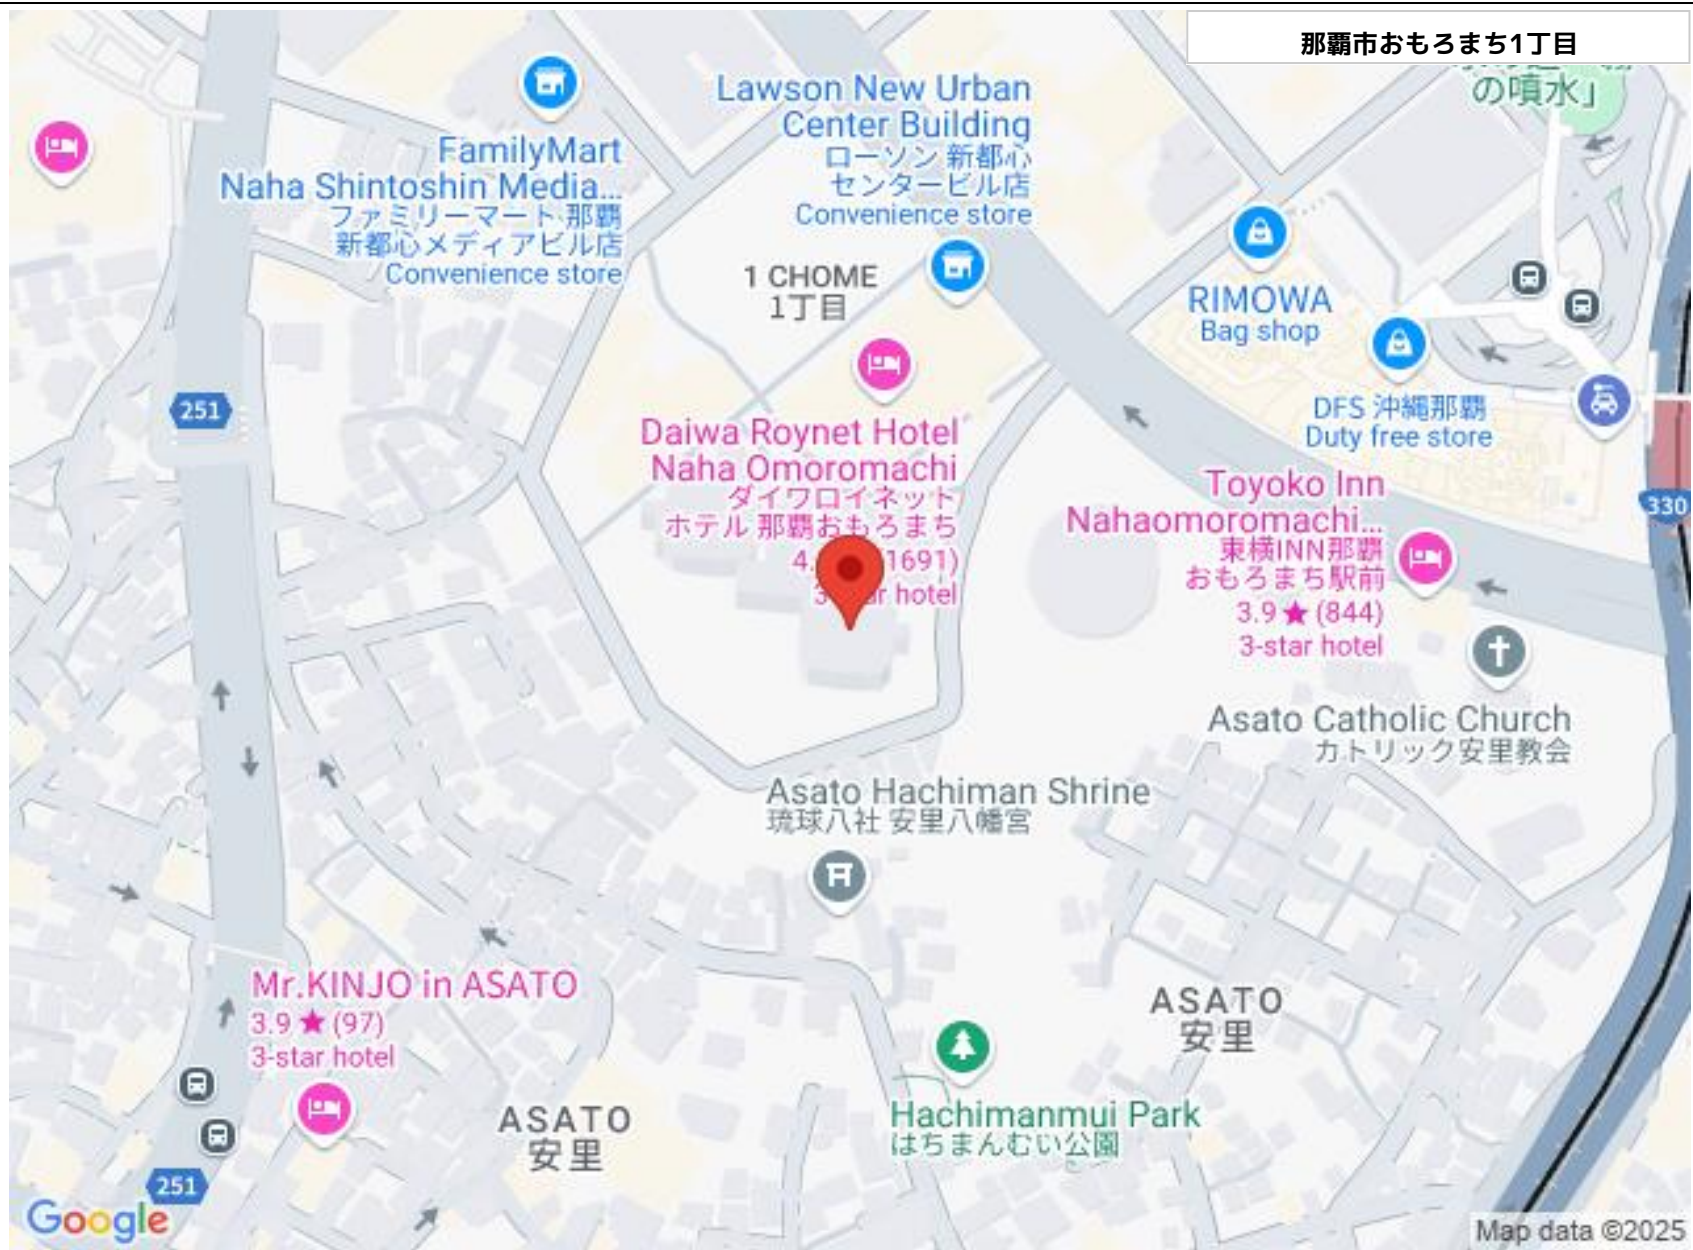 那覇市おもろまち1丁目
の噴水」
Lawson New Urban
Center Building
ローソン 新都心
センタービル店
Convenience store
FamilyMart
Naha Shintoshin Media...
ファミリーマート 那覇
新都心メディアビル店
Convenience store
1 CHOME
1丁目
RIMOWA
Bag shop
DFS 沖縄那覇
Duty free store
251
Daiwa Roynet Hotel
Naha Omoromachi
ダイワロイネット
ホテル 那覇おもろまち
4. 1691)
hotel
Toyoko Inn
Nahaomoromachi...
東横INN那覇
おもろまち駅前
3.9 ★ (844)
3-star hotel
330
Asato Catholic Church
カトリック安里教会
Asato Hachiman Shrine
琉球八社 安里八幡宮
Mr.KINJO in ASATO
3.9 ★ (97)
3-star hotel
ASATO
安里
ASATO
安里
Hachimanmui Park
はちまんむい公園
251
Google
Map data ©2025